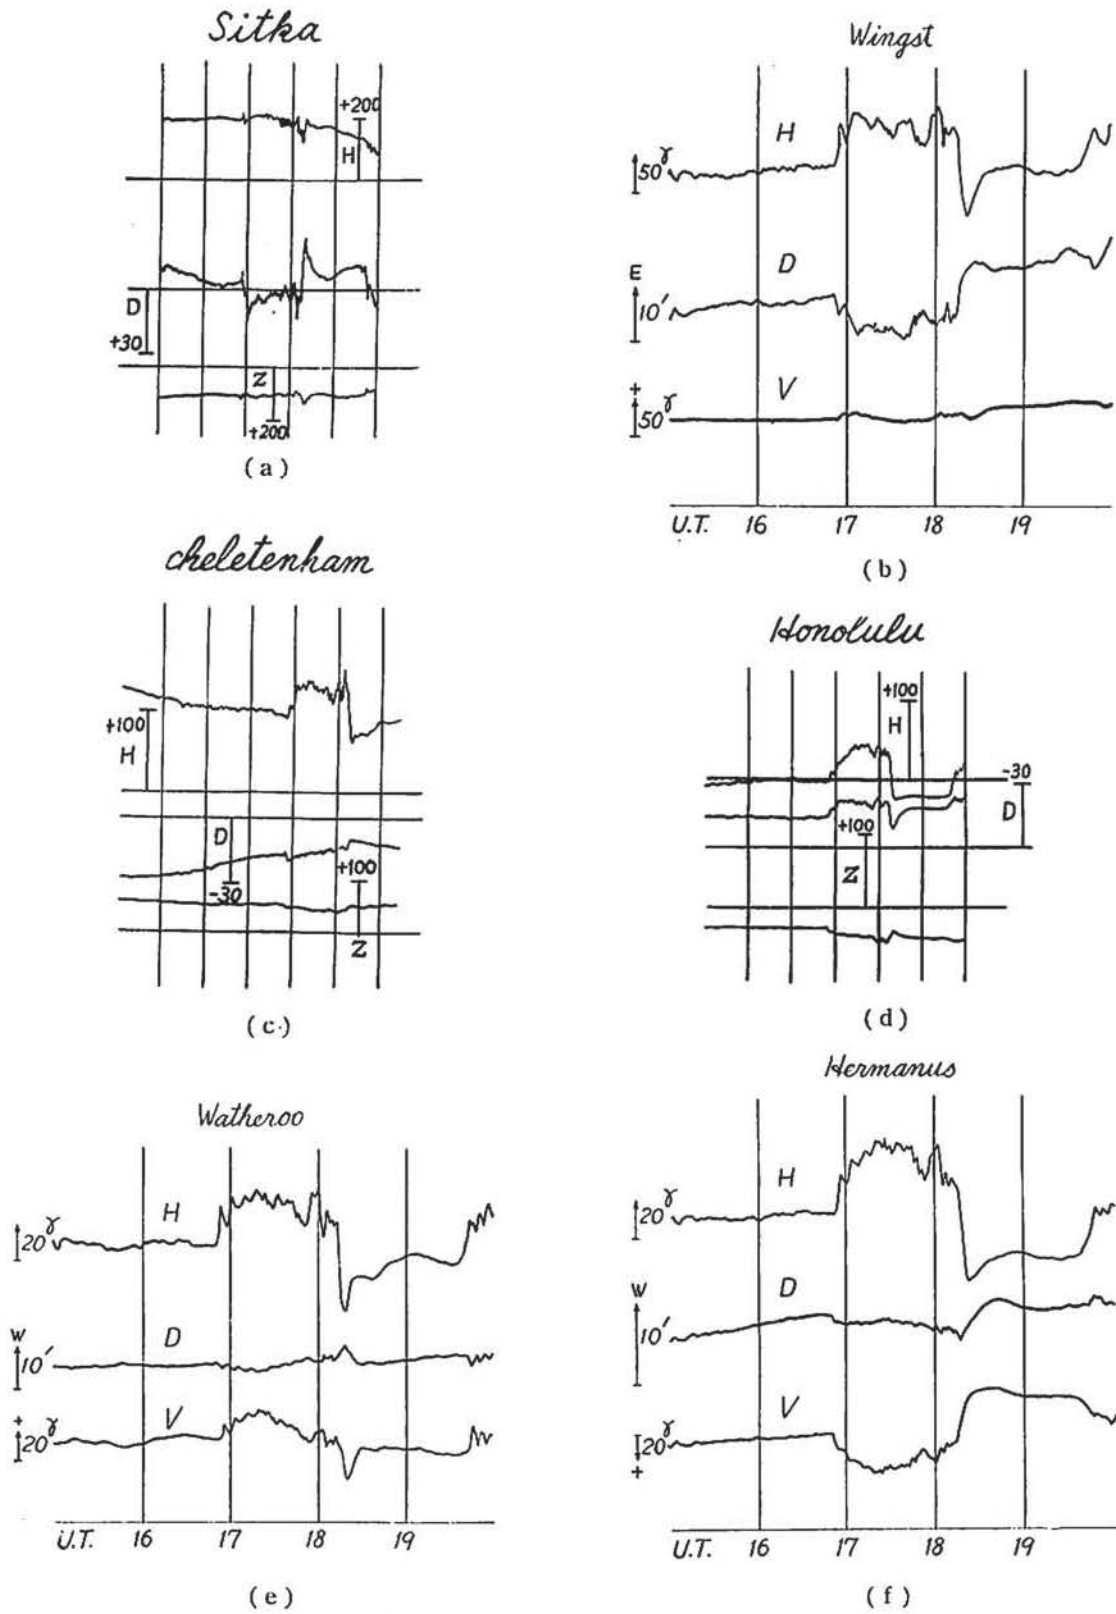 Sitka
+200
H
D
+30
Z
+200
(a)
Wingst
H
50γ
E
D
10′
+
V
50γ
U.T. 16 17 18 19
(b)
cheletenham
+100
H
D
-30
+100
Z
(c)
Honolulu
+100
H
-30
D
+100
Z
(d)
Watheroo
H
20γ
W
D
10′
+
V
20γ
U.T. 16 17 18 19
(e)
Hermanus
H
20γ
W
D
10′
V
20γ
+
U.T. 16 17 18 19
(f)